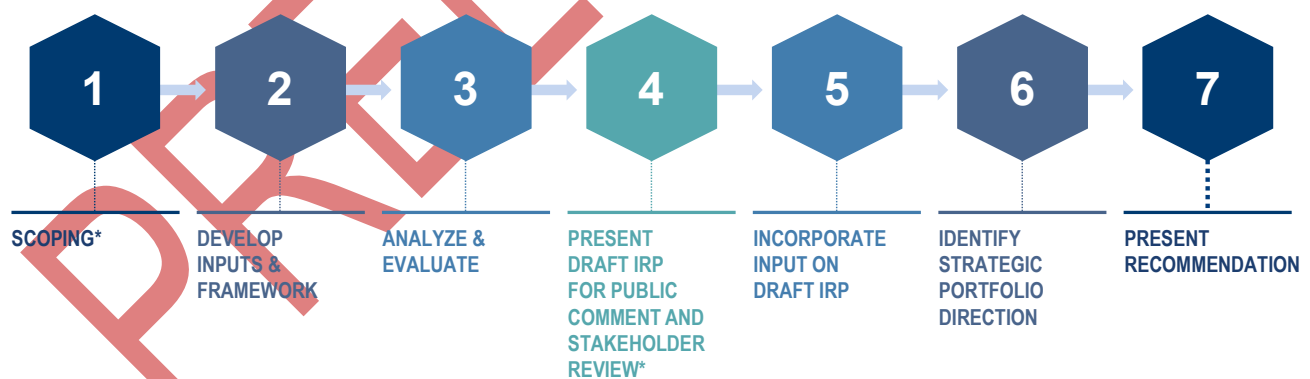 1
2
3
4
5
6
7
SCOPING*
DEVELOP
INPUTS &
FRAMEWORK
ANALYZE &
EVALUATE
PRESENT
DRAFT IRP
FOR PUBLIC
COMMENT AND
STAKEHOLDER
REVIEW*
INCORPORATE
INPUT ON
DRAFT IRP
IDENTIFY
STRATEGIC
PORTFOLIO
DIRECTION
PRESENT
RECOMMENDATION